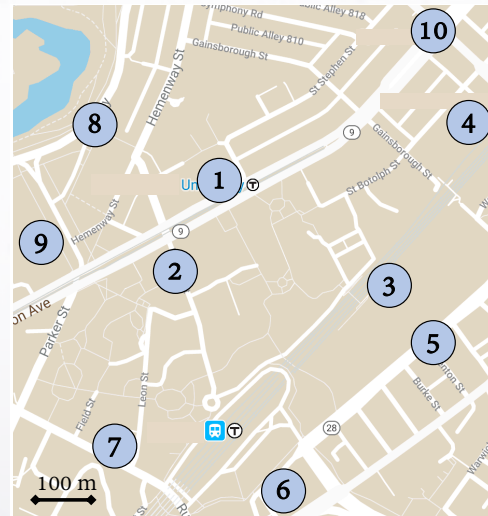 Symphony Rd
Public Alley 818
Public Alley 810
Gainsborough St
10
Hemenway St
St Stephen St
8
4
9
Gainsborough St
1
St Botolph St
Hemenway St
9
9
2
3
on Ave
Parker St
5
Leon St
Burke St
Field St
28
7
T
100 m
6